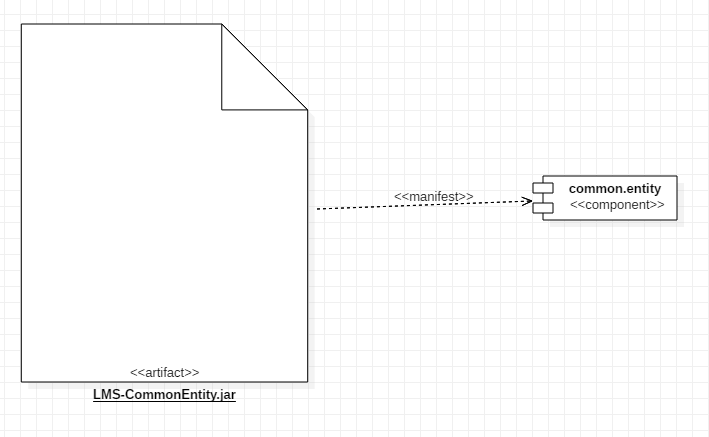 <<manifest>>
common.entity
<<component>>
<<artifact>>
LMS-CommonEntity.jar